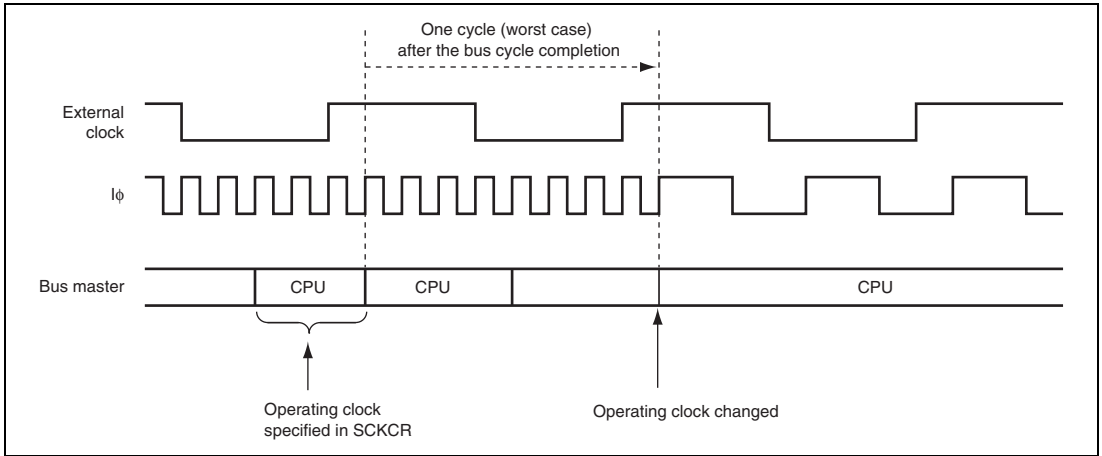 One cycle (worst case)
after the bus cycle completion
External
clock
Iϕ
Bus master
CPU
CPU
CPU
Operating clock
specified in SCKCR
Operating clock changed